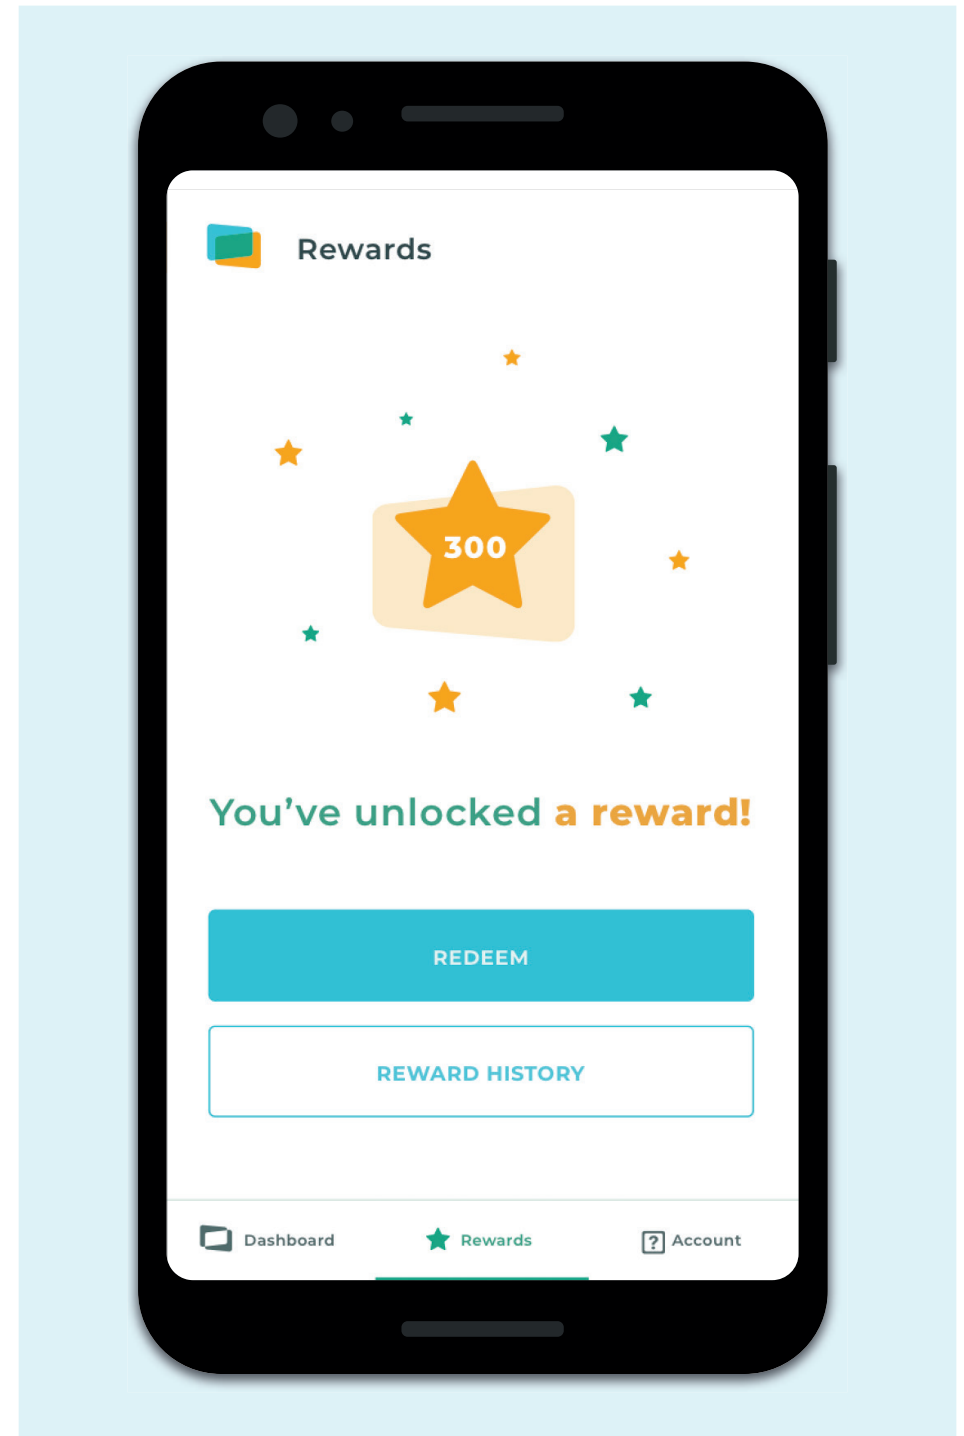 Rewards
300
You’ve unlocked a reward!
REDEEM
REWARD HISTORY
Dashboard
Rewards
? Account